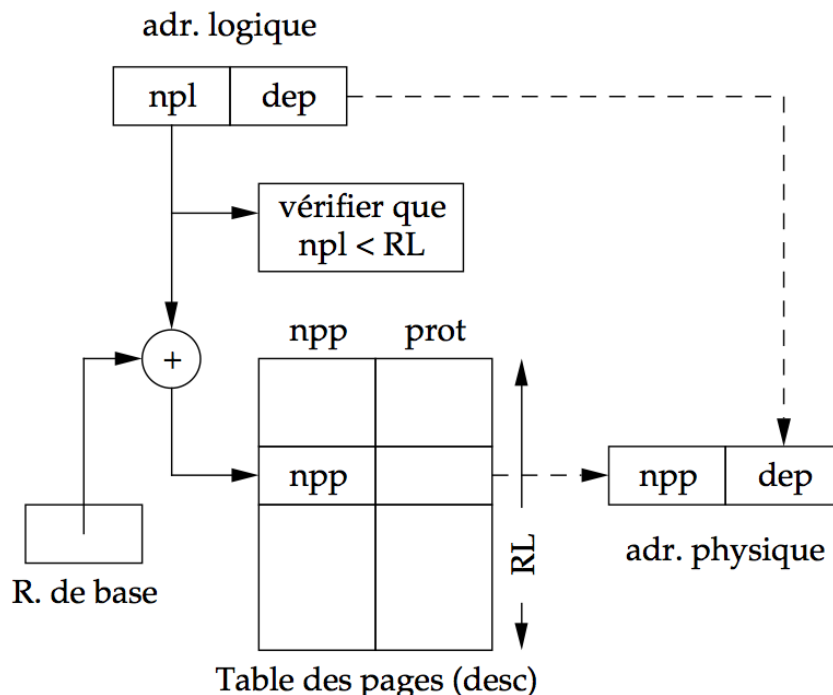 adr. logique
npl dep
vérifier que
npl < RL
npp prot
+
npp
npp dep
RL
adr. physique
R. de base
Table des pages (desc)